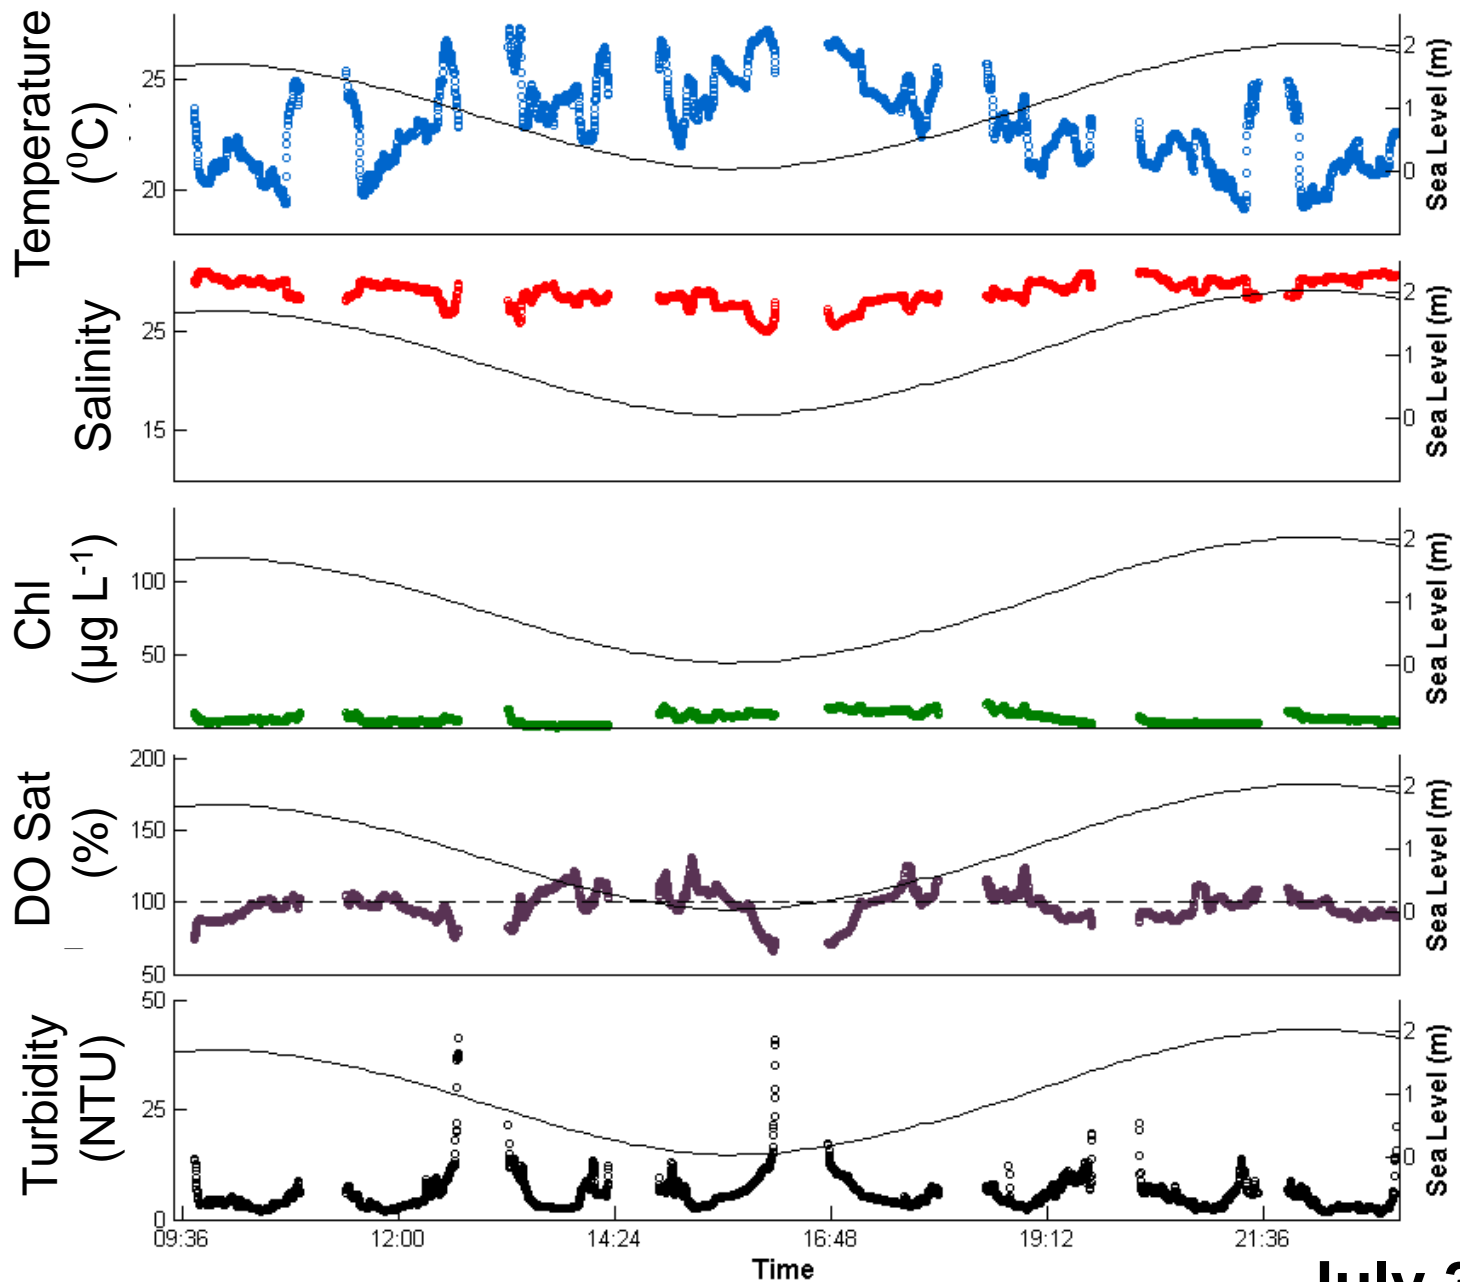 Temperature
(⁰C)
25
20
2
1
0
Sea Level (m)
Salinity
25
15
2
1
0
Sea Level (m)
Chl
(µg L-1)
100
50
2
1
0
Sea Level (m)
DO Sat
(%)
200
150
100
50
2
1
0
Sea Level (m)
Turbidity
(NTU)
50
25
0
2
1
0
Sea Level (m)
09:36 12:00 14:24 16:48 19:12 21:36
Time
July